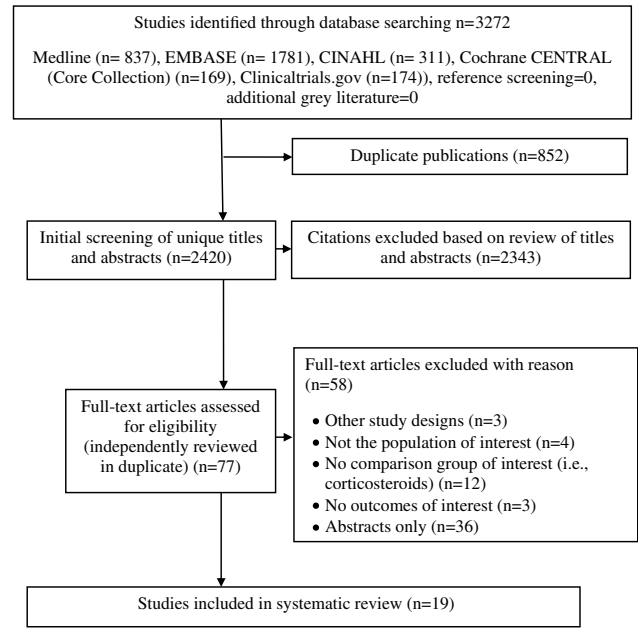 Studies identified through database searching n=3272
Medline (n= 837), EMBASE (n= 1781), CINAHL (n= 311), Cochrane CENTRAL
(Core Collection) (n=169), Clinicaltrials.gov (n=174)), reference screening=0,
additional grey literature=0
Duplicate publications (n=852)
Initial screening of unique titles
and abstracts (n=2420)
Citations excluded based on review of titles
and abstracts (n=2343)
Full-text articles assessed
for eligibility
(independently reviewed
in duplicate) (n=77)
Full-text articles excluded with reason
(n=58)
• Other study designs (n=3)
• Not the population of interest (n=4)
• No comparison group of interest (i.e.,
corticosteroids) (n=12)
• No outcomes of interest (n=3)
• Abstracts only (n=36)
Studies included in systematic review (n=19)